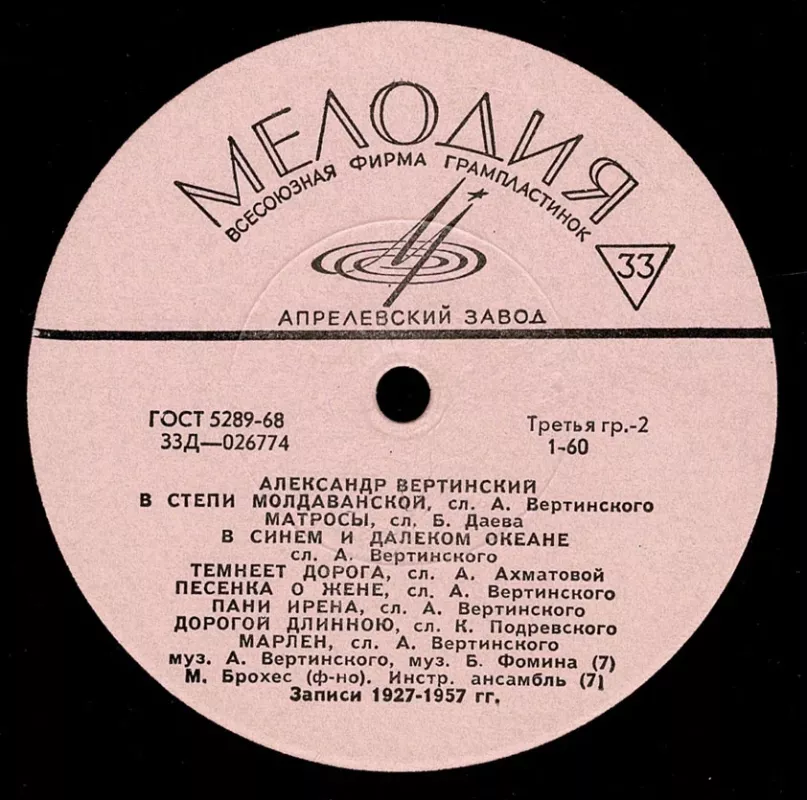 МЕЛОДИЯ
ВСЕСОЮЗНАЯ ФИРМА ГРАМПЛАСТИНОК
33
АПРЕЛЕВСКИЙ ЗАВОД
ГОСТ 5289-68
33Д—026774
Третья гр.-2
1-60
АЛЕКСАНДР ВЕРТИНСКИЙ
В СТЕПИ МОЛДАВАНСКОЙ, сл. А. Вертинского
МАТРОСЫ, сл. Б. Даева
В СИНЕМ И ДАЛЕКОМ ОКЕАНЕ
сл. А. Вертинского
ТЕМНЕЕТ ДОРОГА, сл. А. Ахматовой
ПЕСЕНКА О ЖЕНЕ, сл. А. Вертинского
ПАНИ ИРЕНА, сл. А. Вертинского
ДОРОГОЙ ДЛИННОЮ, сл. К. Подревского
МАРЛЕН, сл. А. Вертинского
муз. А. Вертинского, муз. Б. Фомина (7)
М. Брохес (ф-но). Инстр. ансамбль (7)
Записи 1927-1957 гг.